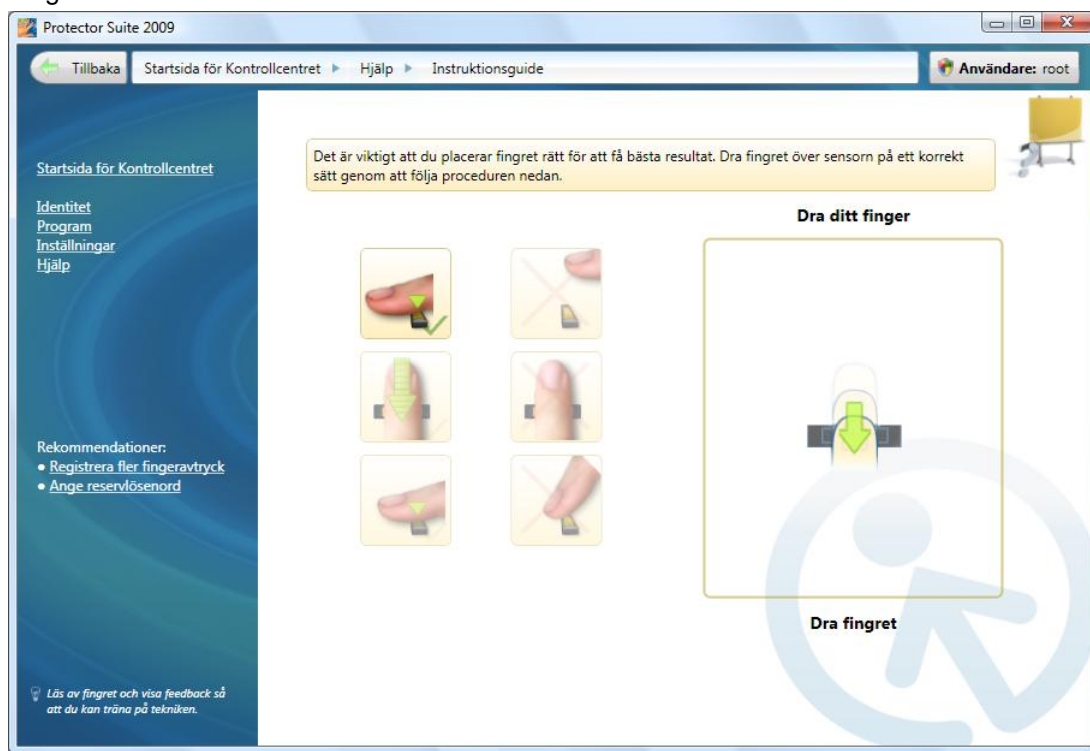 Protector Suite 2009
Tillbaka
Startsida för Kontrollcentret
Hjälp
Instruktionsguide
Användare: root
Startsida för Kontrollcentret
Identitet
Program
Inställningar
Hjälp
Det är viktigt att du placerar fingret rätt för att få bästa resultat. Dra fingret över sensorn på ett korrekt
sätt genom att följa proceduren nedan.
Dra ditt finger
Dra fingret
Rekommendationer:
• Registrera fler fingeravtryck
• Ange reservlösenord
Läs av fingret och visa feedback så
att du kan träna på tekniken.